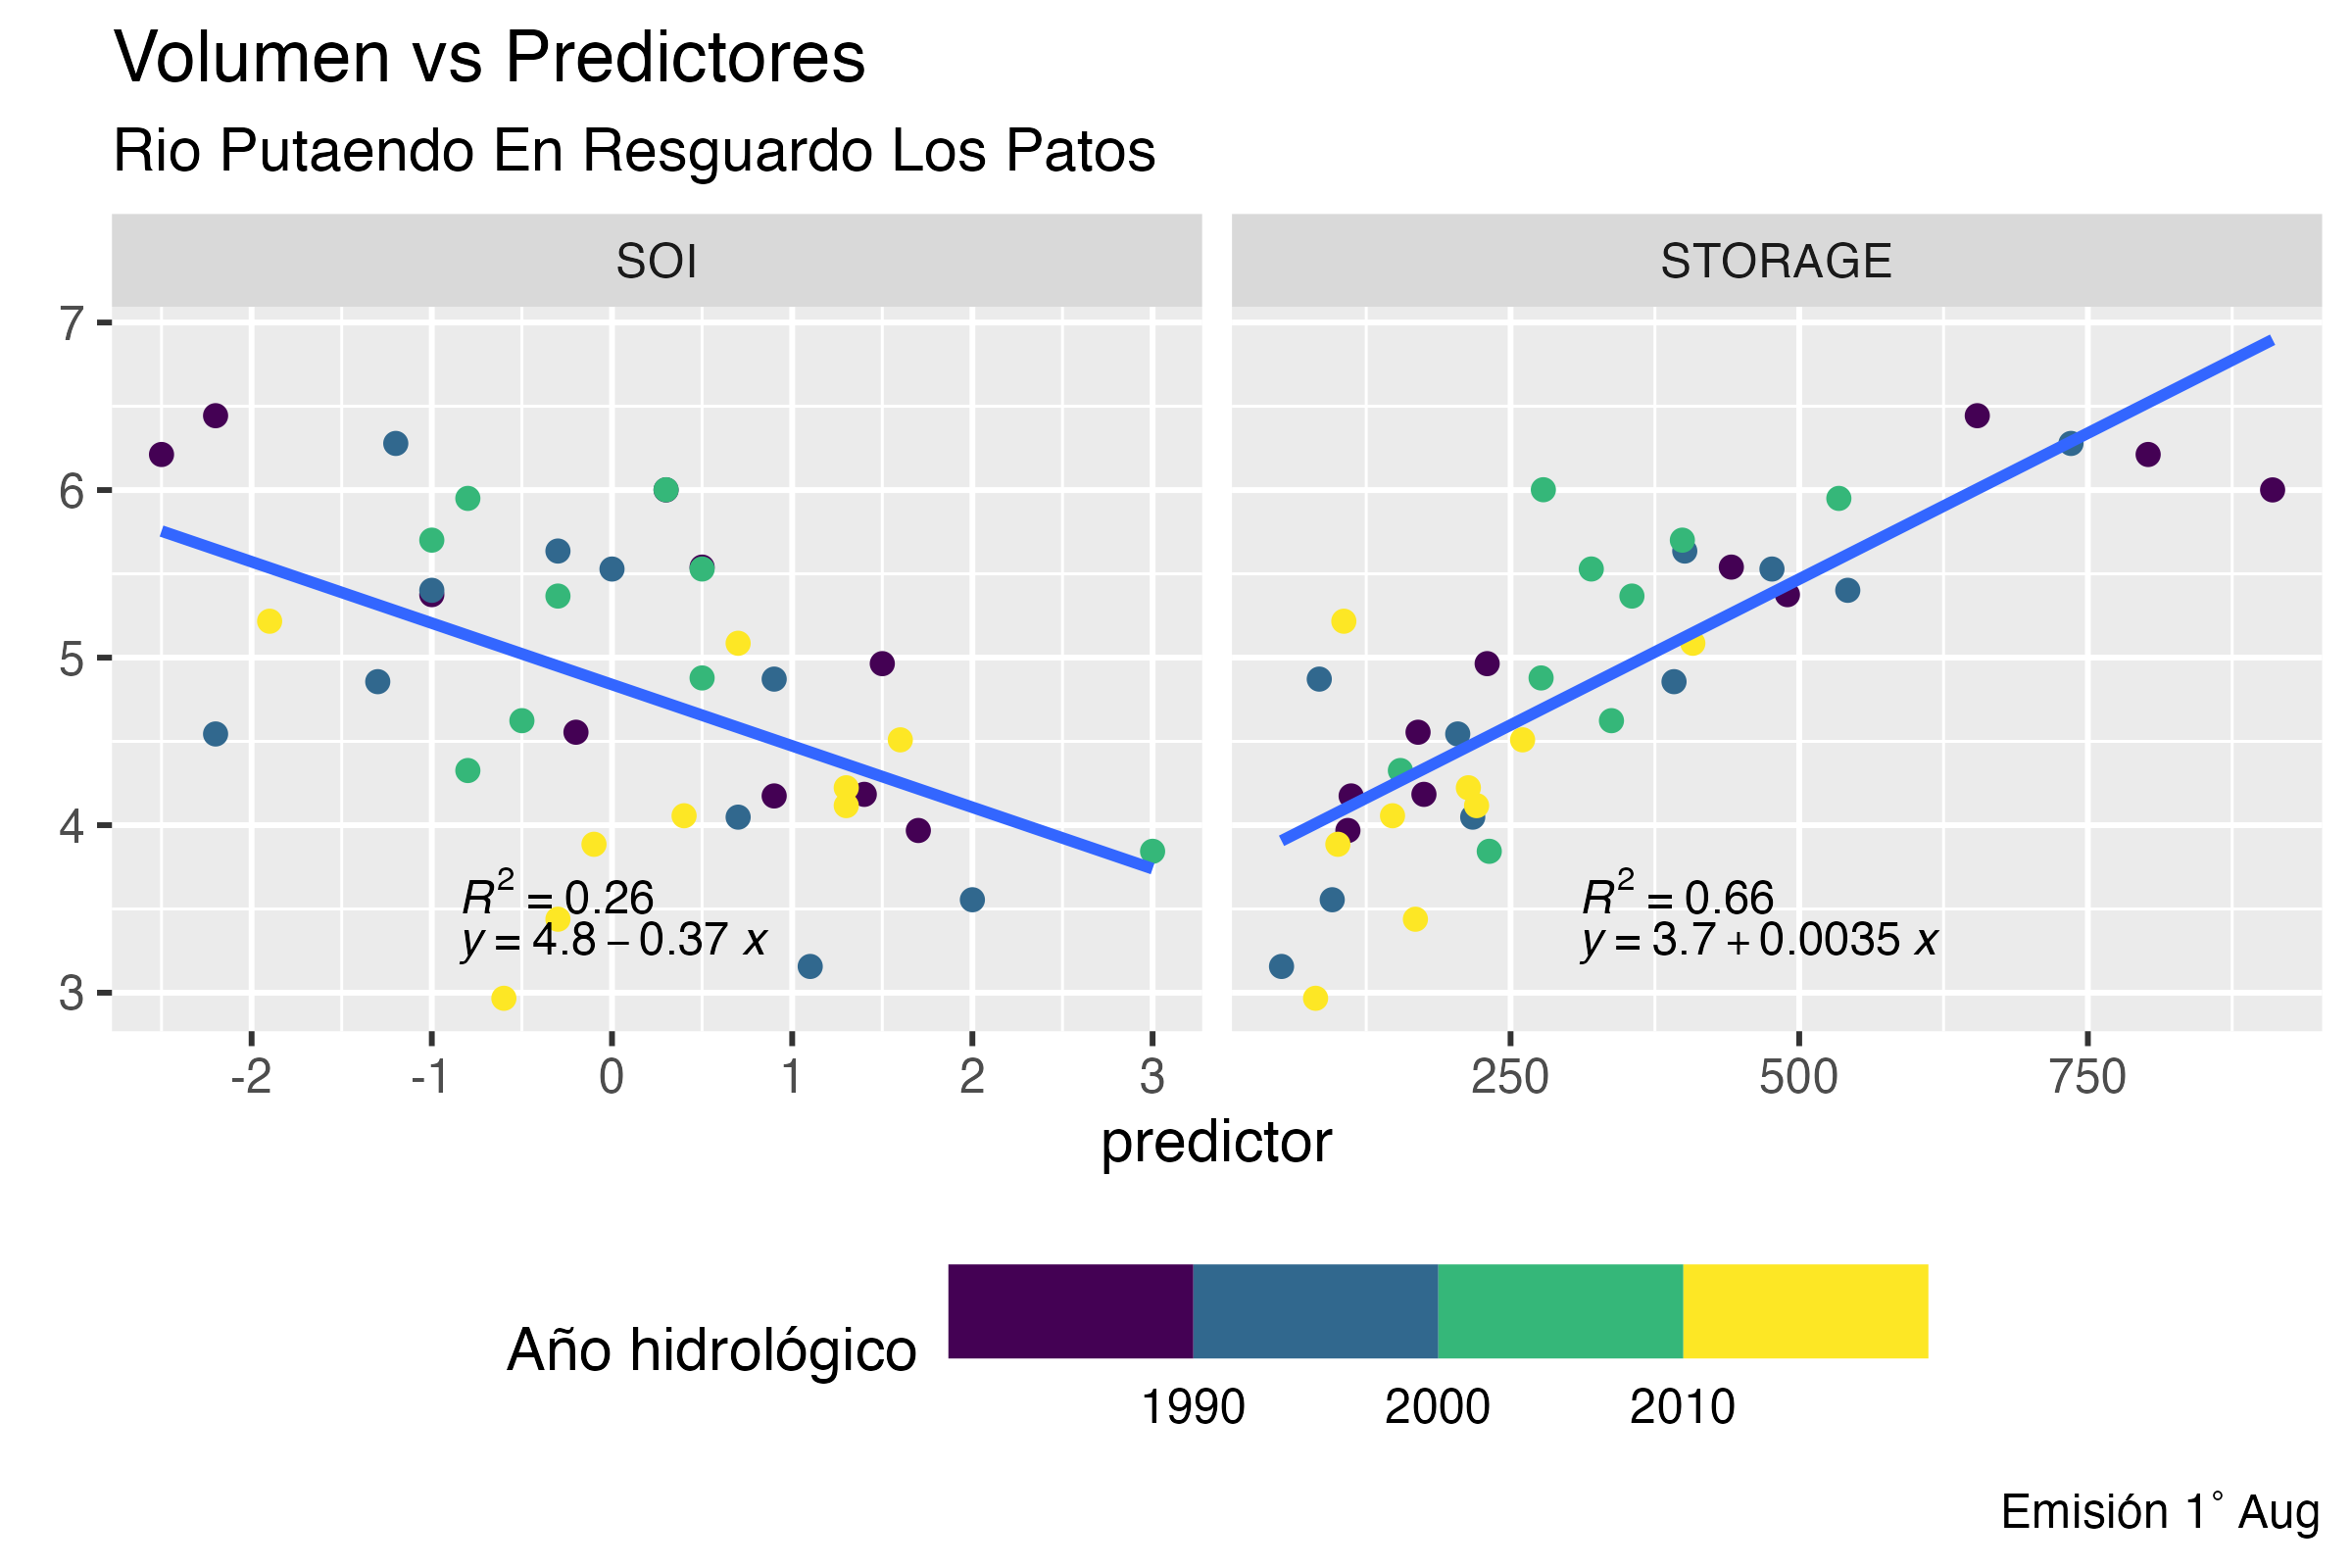 Volumen vs Predictores
Rio Putaendo En Resguardo Los Patos
SOI
STORAGE
7
6
5
4
3
R² = 0.26
y = 4.8 − 0.37 x
R² = 0.66
y = 3.7 + 0.0035 x
-2 -1 0 1 2 3
250 500 750
predictor
Año hidrológico
1990 2000 2010
Emisión 1° Aug